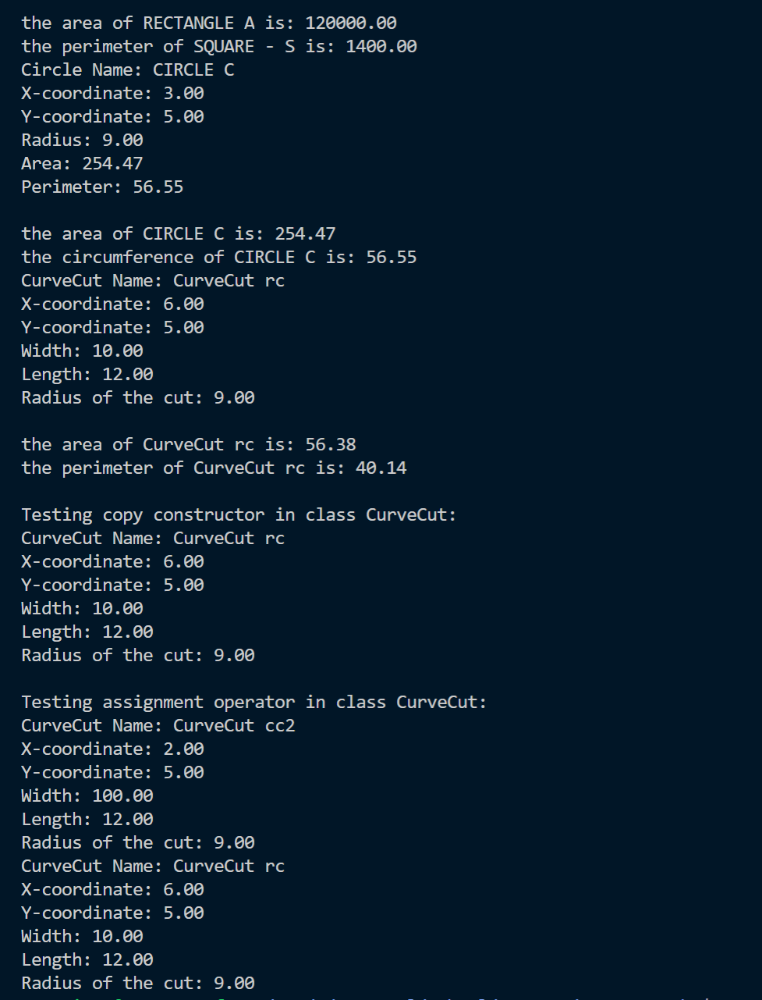 the area of RECTANGLE A is: 120000.00
the perimeter of SQUARE - S is: 1400.00
Circle Name: CIRCLE C
X-coordinate: 3.00
Y-coordinate: 5.00
Radius: 9.00
Area: 254.47
Perimeter: 56.55
the area of CIRCLE C is: 254.47
the circumference of CIRCLE C is: 56.55
CurveCut Name: CurveCut rc
X-coordinate: 6.00
Y-coordinate: 5.00
Width: 10.00
Length: 12.00
Radius of the cut: 9.00
the area of CurveCut rc is: 56.38
the perimeter of CurveCut rc is: 40.14
Testing copy constructor in class CurveCut:
CurveCut Name: CurveCut rc
X-coordinate: 6.00
Y-coordinate: 5.00
Width: 10.00
Length: 12.00
Radius of the cut: 9.00
Testing assignment operator in class CurveCut:
CurveCut Name: CurveCut cc2
X-coordinate: 2.00
Y-coordinate: 5.00
Width: 100.00
Length: 12.00
Radius of the cut: 9.00
CurveCut Name: CurveCut rc
X-coordinate: 6.00
Y-coordinate: 5.00
Width: 10.00
Length: 12.00
Radius of the cut: 9.00